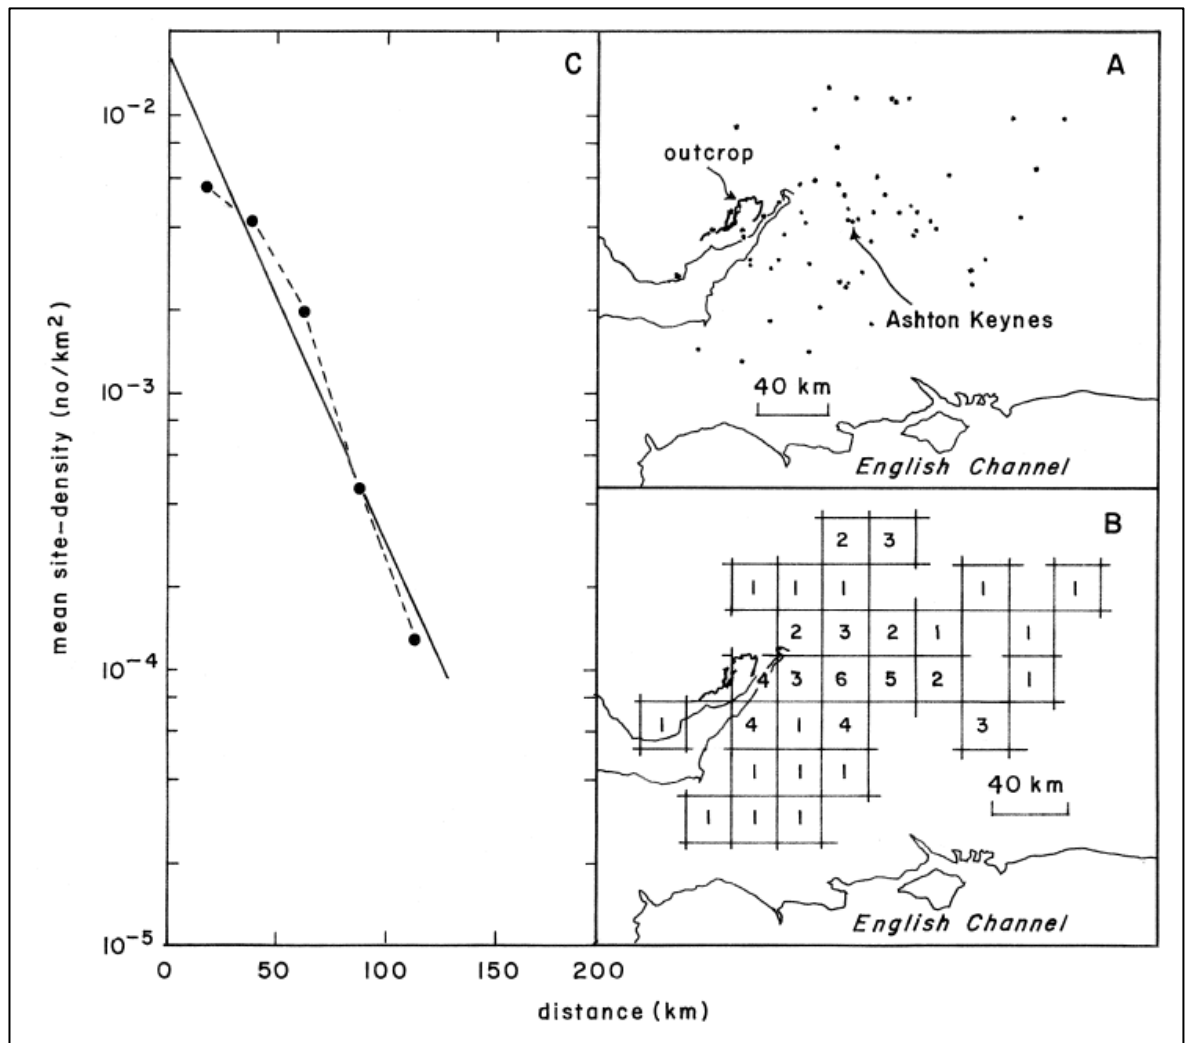 C
10⁻²
10⁻³
10⁻⁴
10⁻⁵
mean site-density (no/km²)
0 50 100 150 200
distance (km)
A
outcrop
Ashton Keynes
40 km
English Channel
B
2 3
1 1 1 1 1
2 3 2 1 1
4 3 6 5 2 1
1 4 1 4 3
1 1 1
40 km
1 1 1
English Channel